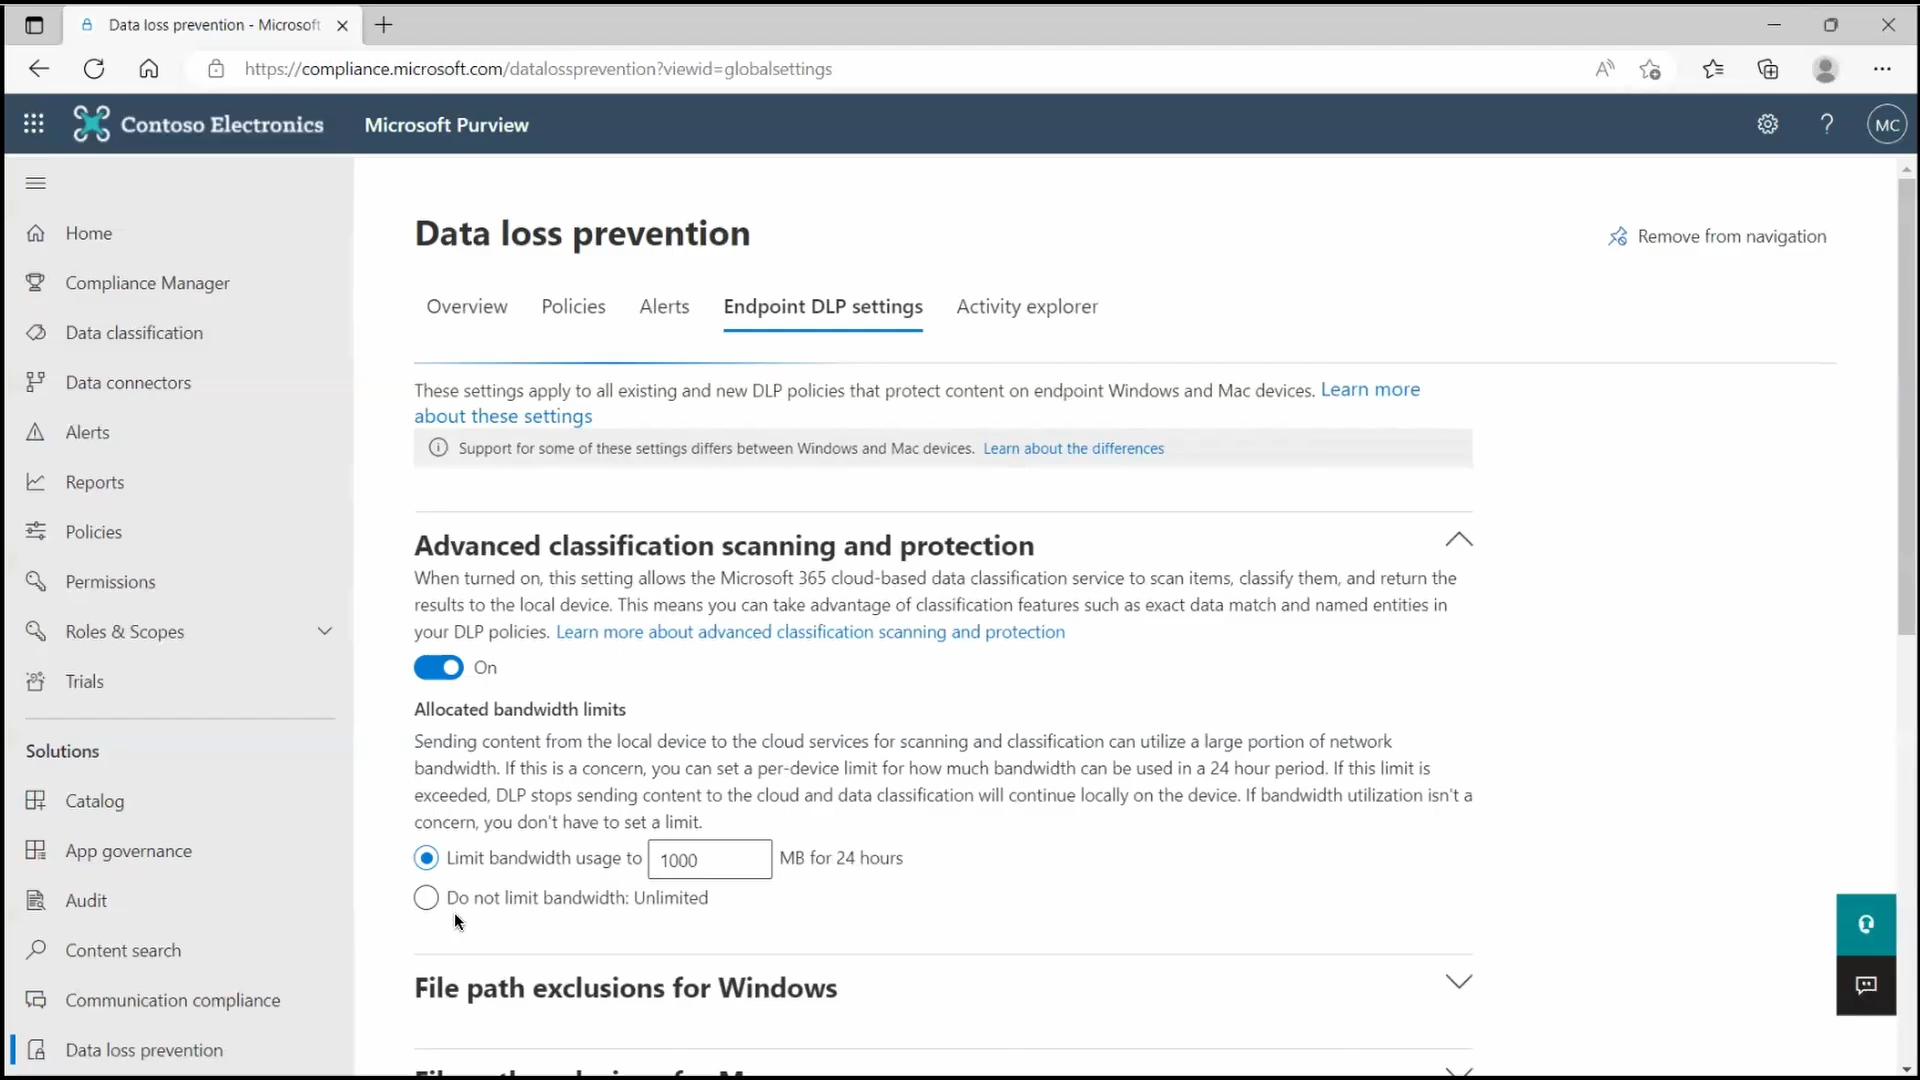 Data loss prevention - Microsoft
https://compliance.microsoft.com/datalossprevention?viewid=globalsettings
Contoso Electronics
Microsoft Purview
MC
Home
Compliance Manager
Data classification
Data connectors
Alerts
Reports
Policies
Permissions
Roles & Scopes
Trials
Solutions
Catalog
App governance
Audit
Content search
Communication compliance
Data loss prevention
Data loss prevention
Remove from navigation
Overview
Policies
Alerts
Endpoint DLP settings
Activity explorer
These settings apply to all existing and new DLP policies that protect content on endpoint Windows and Mac devices. Learn more
about these settings
Support for some of these settings differs between Windows and Mac devices. Learn about the differences
Advanced classification scanning and protection
When turned on, this setting allows the Microsoft 365 cloud-based data classification service to scan items, classify them, and return the
results to the local device. This means you can take advantage of classification features such as exact data match and named entities in
your DLP policies. Learn more about advanced classification scanning and protection
On
Allocated bandwidth limits
Sending content from the local device to the cloud services for scanning and classification can utilize a large portion of network
bandwidth. If this is a concern, you can set a per-device limit for how much bandwidth can be used in a 24 hour period. If this limit is
exceeded, DLP stops sending content to the cloud and data classification will continue locally on the device. If bandwidth utilization isn't a
concern, you don't have to set a limit.
Limit bandwidth usage to 1000 MB for 24 hours
Do not limit bandwidth: Unlimited
File path exclusions for Windows